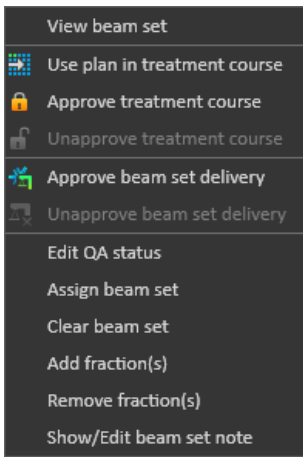 View beam set
Use plan in treatment course
Approve treatment course
Unapprove treatment course
Approve beam set delivery
Unapprove beam set delivery
Edit QA status
Assign beam set
Clear beam set
Add fraction(s)
Remove fraction(s)
Show/Edit beam set note